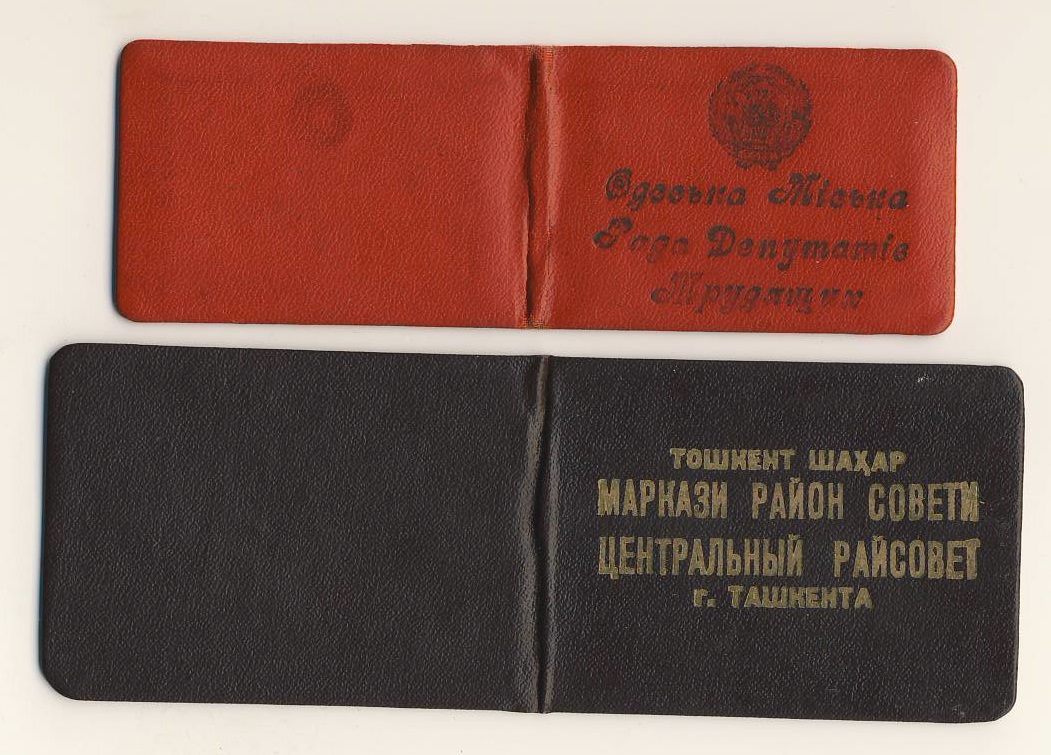 Одеська Міська
Рада Депутатів
Трудящих
ТОШКЕНТ ШАҲАР
МАРКАЗИ РАЙОН СОВЕТИ
ЦЕНТРАЛЬНЫЙ РАЙСОВЕТ
г. ТАШКЕНТА